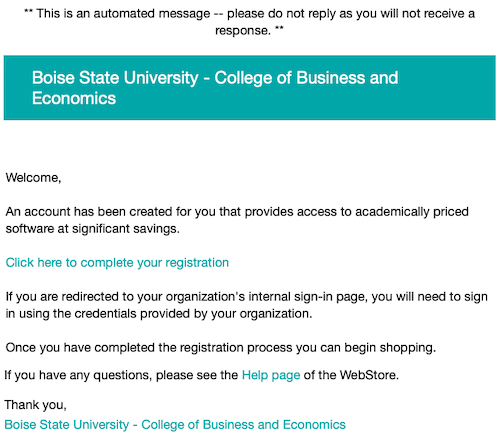 ** This is an automated message -- please do not reply as you will not receive a
response. **
Boise State University - College of Business and
Economics
Welcome,
An account has been created for you that provides access to academically priced
software at significant savings.
Click here to complete your registration
If you are redirected to your organization's internal sign-in page, you will need to sign
in using the credentials provided by your organization.
Once you have completed the registration process you can begin shopping.
If you have any questions, please see the Help page of the WebStore.
Thank you,
Boise State University - College of Business and Economics